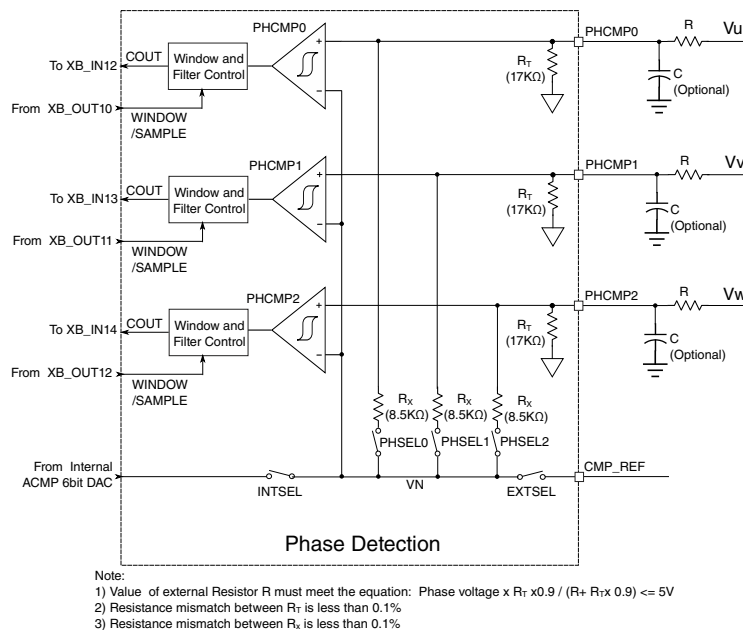 PHCMP0
PHCMP0
R
Vu
To XB_IN12
COUT
Window and
Filter Control
+
RT
(17KΩ)
C
(Optional)
From XB_OUT10
WINDOW
/SAMPLE
−
PHCMP1
PHCMP1
R
Vv
To XB_IN13
COUT
Window and
Filter Control
+
RT
(17KΩ)
C
(Optional)
From XB_OUT11
WINDOW
/SAMPLE
−
PHCMP2
PHCMP2
R
Vw
To XB_IN14
COUT
Window and
Filter Control
+
RT
(17KΩ)
C
(Optional)
From XB_OUT12
WINDOW
/SAMPLE
−
RX
(8.5KΩ)
RX
(8.5KΩ)
RX
(8.5KΩ)
PHSEL0
PHSEL1
PHSEL2
From Internal
ACMP 6bit DAC
INTSEL
VN
EXTSEL
CMP_REF
Phase Detection
Note:
1) Value of external Resistor R must meet the equation: Phase voltage x RT x0.9 / (R+ RTx 0.9) <= 5V
2) Resistance mismatch between RT is less than 0.1%
3) Resistance mismatch between Rx is less than 0.1%